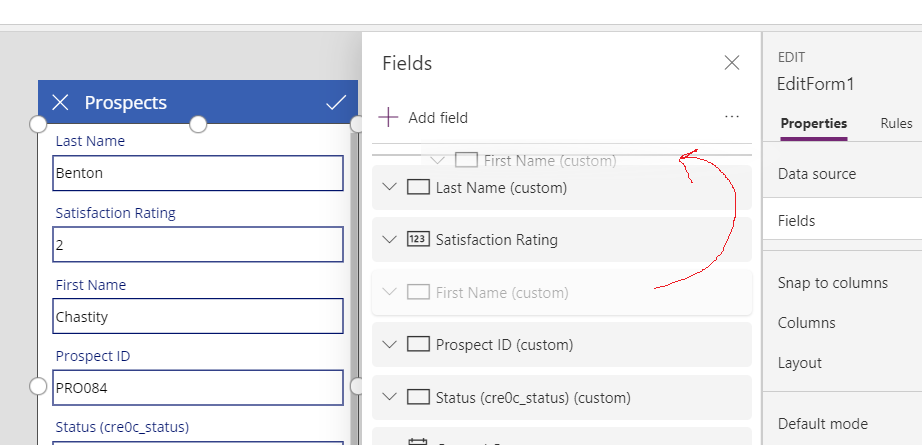 Prospects
Last Name
Benton
Satisfaction Rating
2
First Name
Chastity
Prospect ID
PRO084
Status (cre0c_status)
Fields
Add field
...
First Name (custom)
Last Name (custom)
123 Satisfaction Rating
First Name (custom)
Prospect ID (custom)
Status (cre0c_status) (custom)
EDIT
EditForm1
Properties Rules
Data source
Fields
Snap to columns
Columns
Layout
Default mode